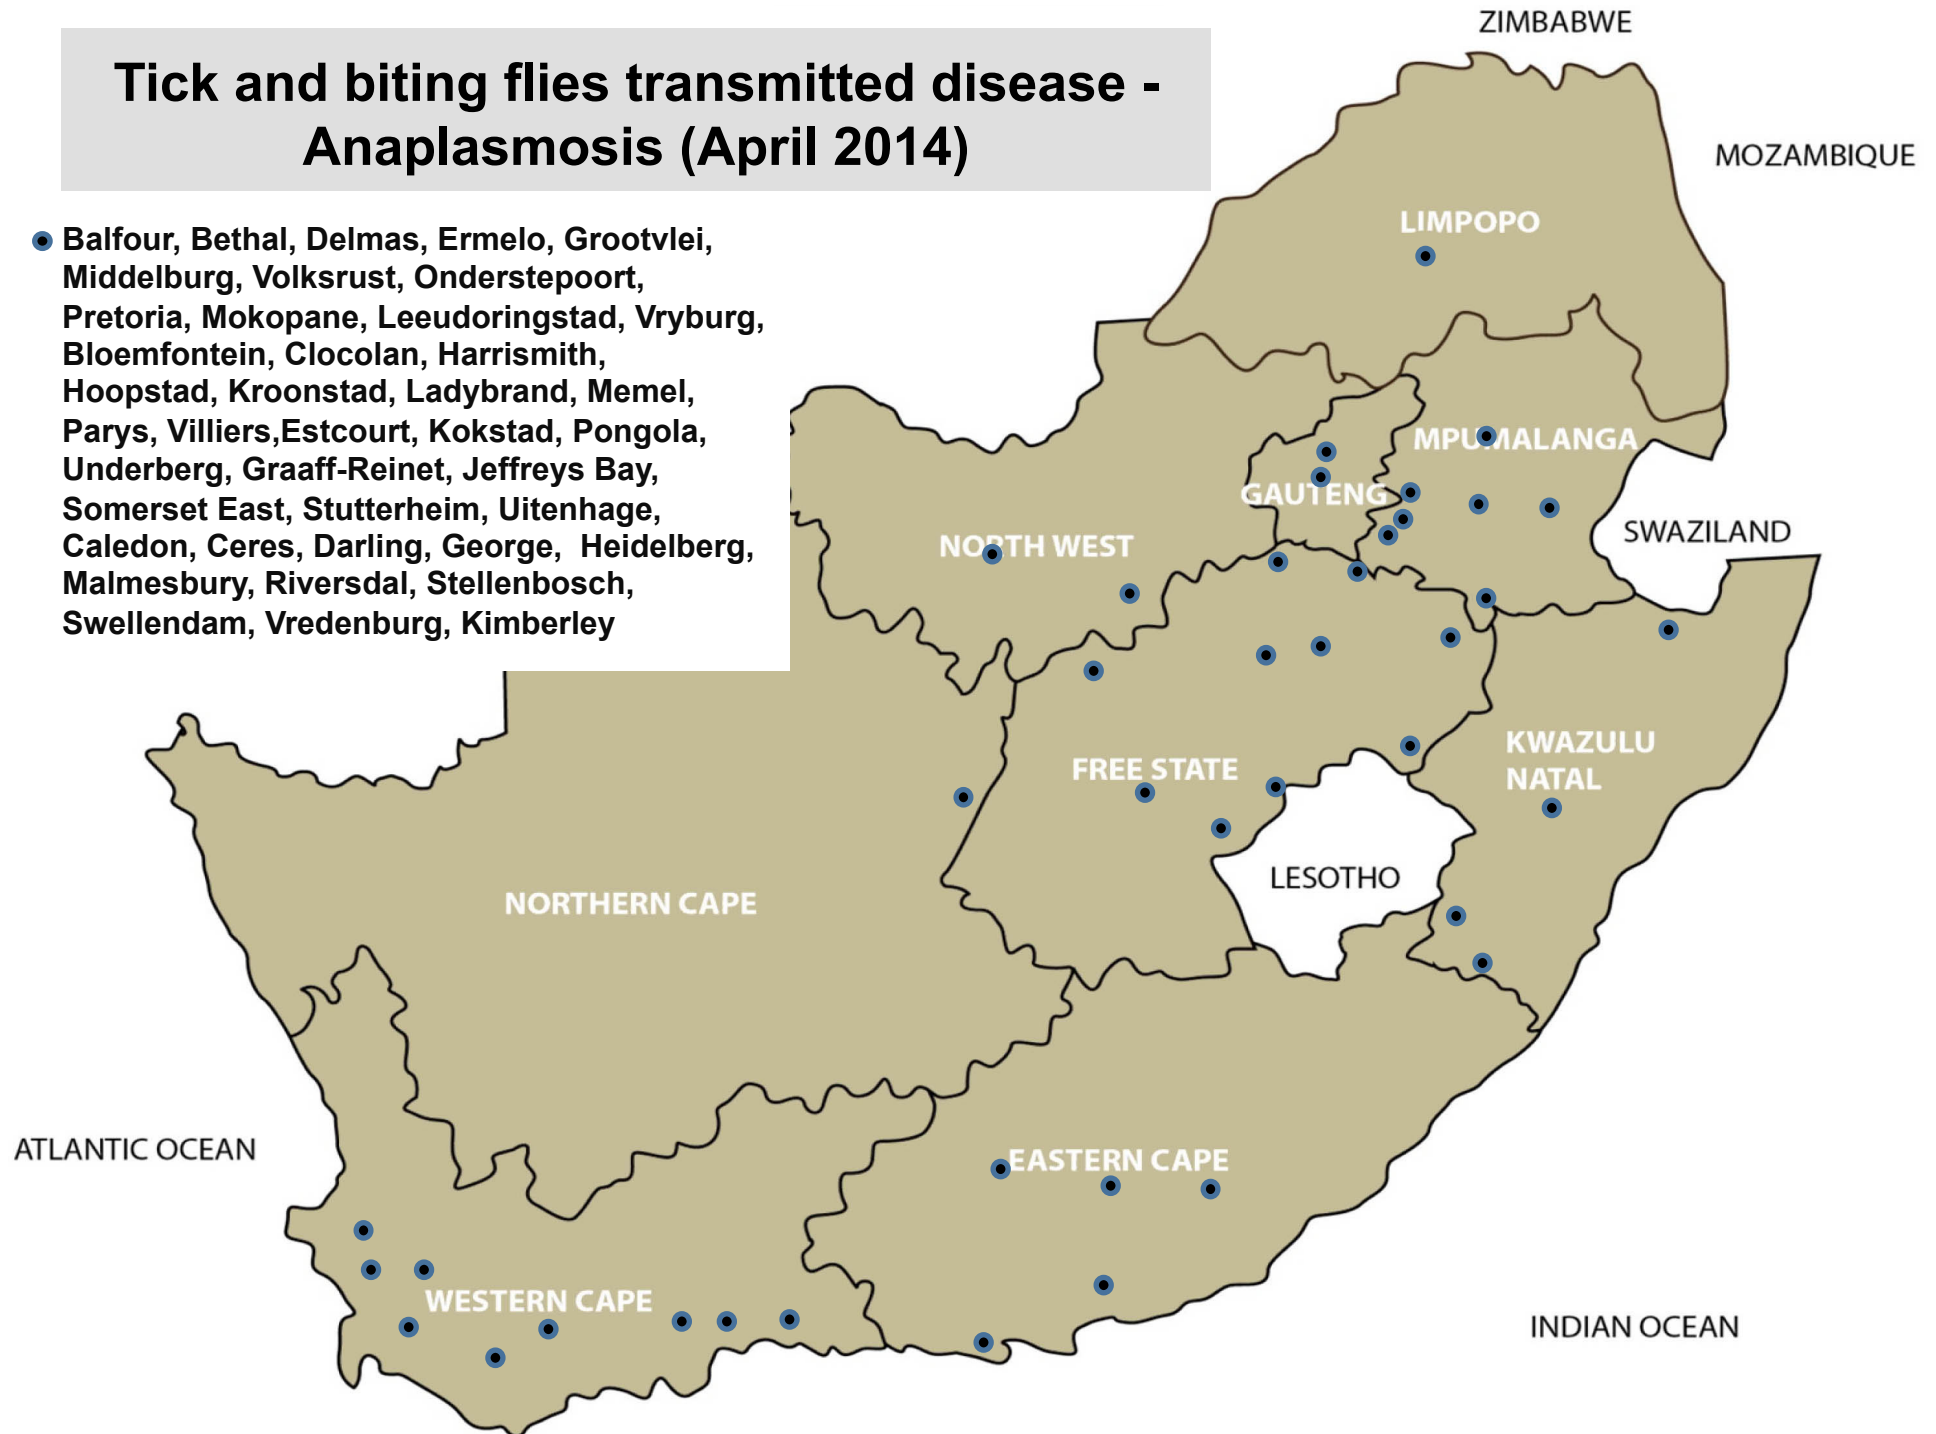 Tick and biting flies transmitted disease -
Anaplasmosis (April 2014)
Balfour, Bethal, Delmas, Ermelo, Grootvlei,
Middelburg, Volksrust, Onderstepoort,
Pretoria, Mokopane, Leeudoringstad, Vryburg,
Bloemfontein, Clocolan, Harrismith,
Hoopstad, Kroonstad, Ladybrand, Memel,
Parys, Villiers,Estcourt, Kokstad, Pongola,
Underberg, Graaff-Reinet, Jeffreys Bay,
Somerset East, Stutterheim, Uitenhage,
Caledon, Ceres, Darling, George,  Heidelberg,
Malmesbury, Riversdal, Stellenbosch,
Swellendam, Vredenburg, Kimberley
ZIMBABWE
MOZAMBIQUE
LIMPOPO
MPUMALANGA
GAUTENG
SWAZILAND
NORTH WEST
KWAZULU
NATAL
FREE STATE
LESOTHO
NORTHERN CAPE
ATLANTIC OCEAN
EASTERN CAPE
WESTERN CAPE
INDIAN OCEAN